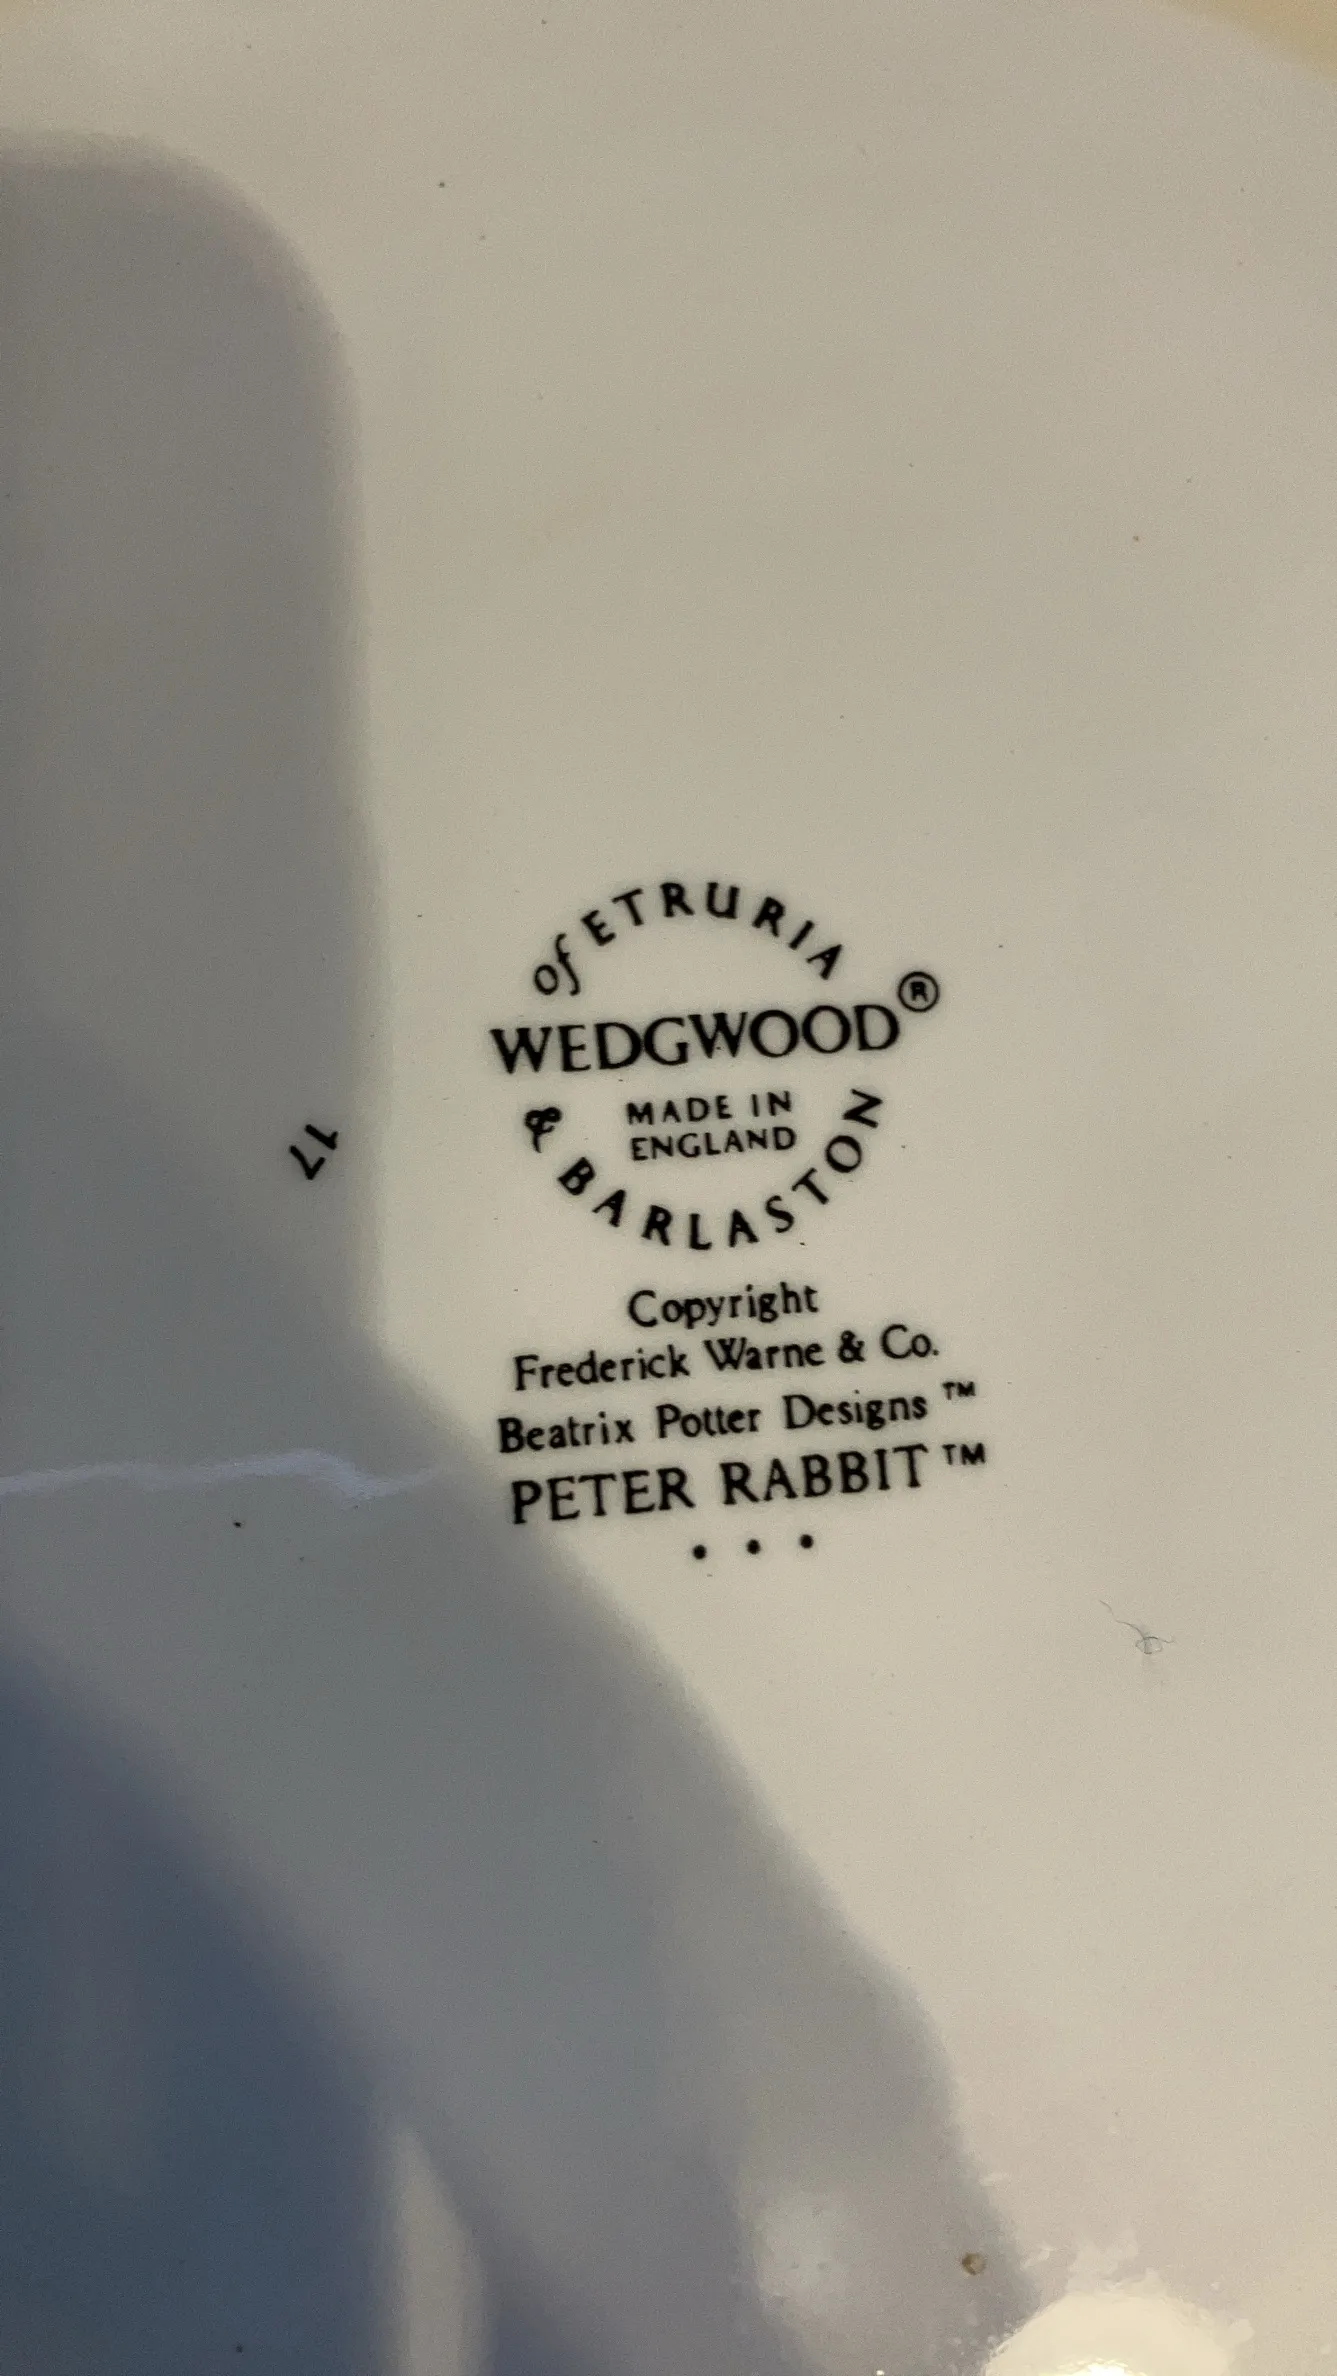 of ETRURIA
WEDGWOOD®
MADE IN
ENGLAND
& BARLASTON
17
Copyright
Frederick Warne & Co.
Beatrix Potter Designs ™
PETER RABBIT ™
• • •